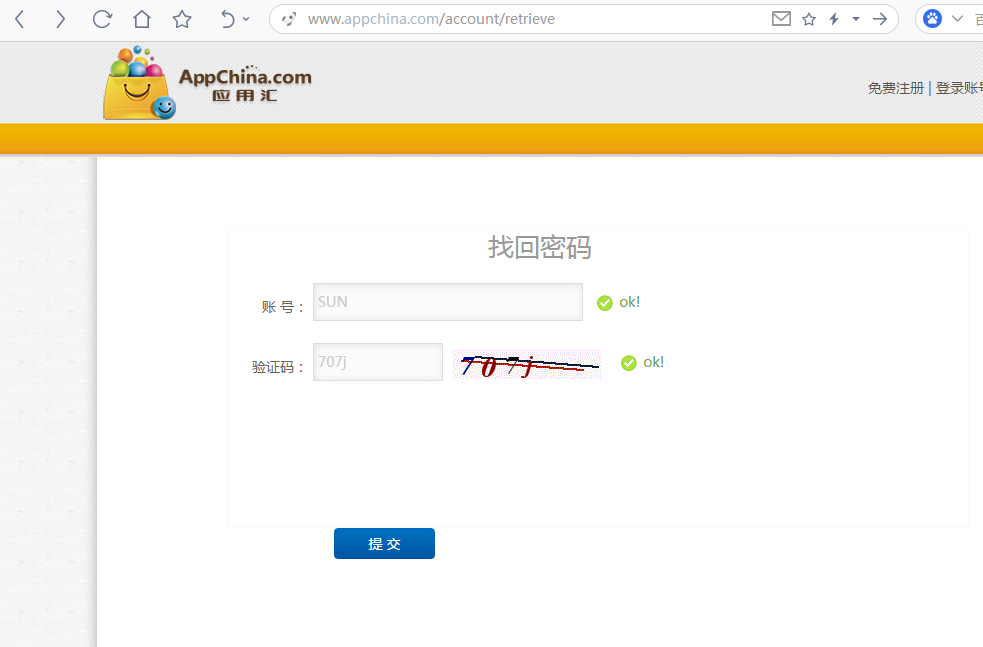 www.appchina.com/account/retrieve
AppChina.com
应用汇
免费注册 | 登录账号
找回密码
账 号 : SUN ok!
验证码 : 707j 707j ok!
提 交